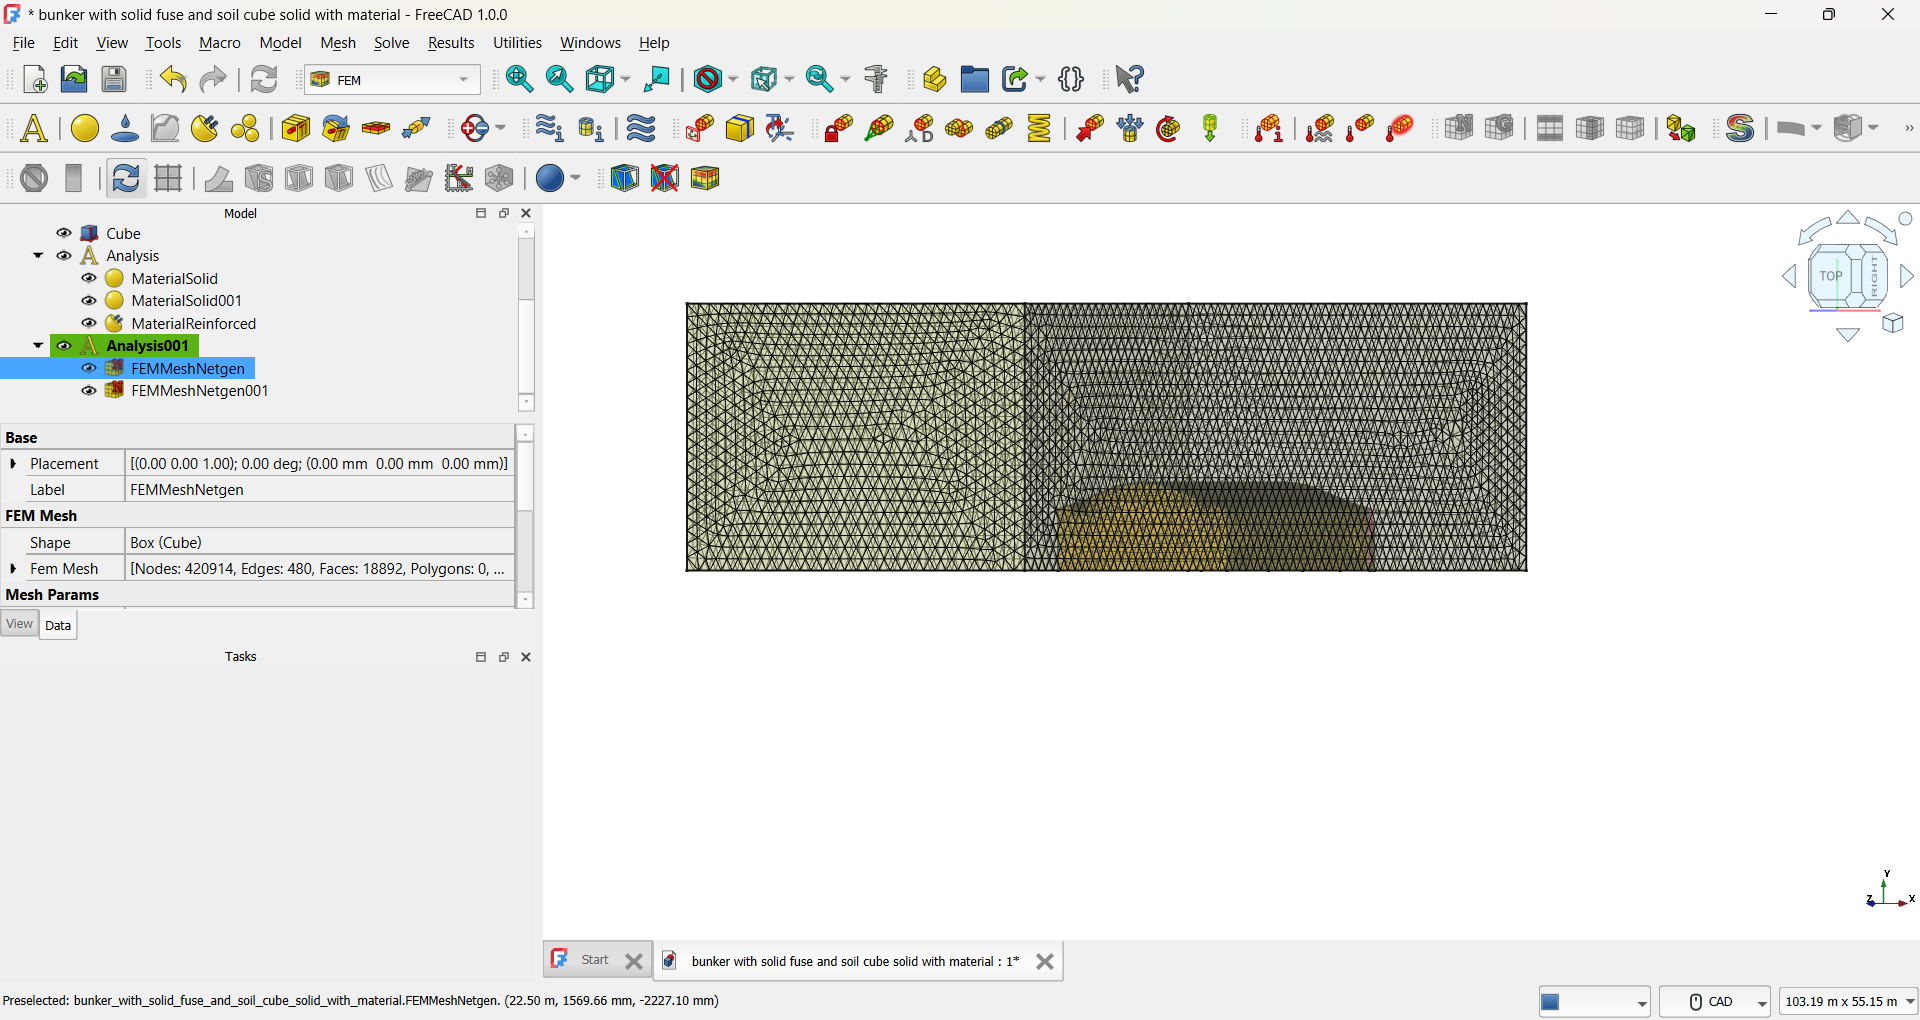 * bunker with solid fuse and soil cube solid with material - FreeCAD 1.0.0
File Edit View Tools Macro Model Mesh Solve Results Utilities Windows Help
FEM
Model
Cube
Analysis
MaterialSolid
MaterialSolid001
MaterialReinforced
Analysis001
FEMMeshNetgen
FEMMeshNetgen001
Base
Placement [(0.00 0.00 1.00); 0.00 deg; (0.00 mm 0.00 mm 0.00 mm)]
Label FEMMeshNetgen
FEM Mesh
Shape Box (Cube)
Fem Mesh [Nodes: 420914, Edges: 480, Faces: 18892, Polygons: 0, ...
Mesh Params
View Data
Tasks
TOP RIGHT
Y
Z X
Start bunker with solid fuse and soil cube solid with material : 1*
Preselected: bunker_with_solid_fuse_and_soil_cube_solid_with_material.FEMMeshNetgen. (22.50 m, 1569.66 mm, -2227.10 mm)
CAD 103.19 m x 55.15 m